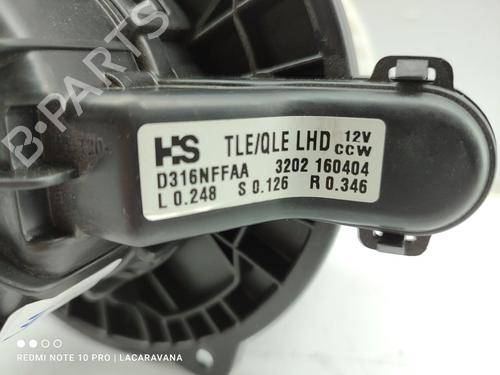 B-PARTS
HS TLE/QLE LHD 12V CCW
D316NFFAA 3202 160404
L 0.248 S 0.126 R 0.346
REDMI NOTE 10 PRO | LACARAVANA